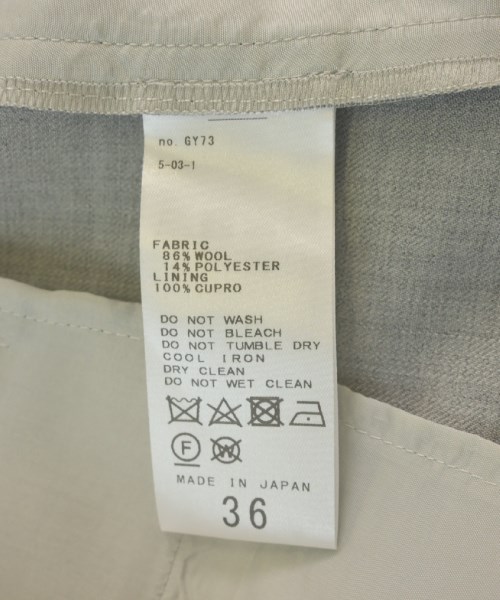 no. GY73
5-03-1
FABRIC
86%WOOL
14%POLYESTER
LINING
100%CUPRO
DO NOT WASH
DO NOT BLEACH
DO NOT TUMBLE DRY
COOL IRON
DRY CLEAN
DO NOT WET CLEAN
F W
MADE IN JAPAN
36